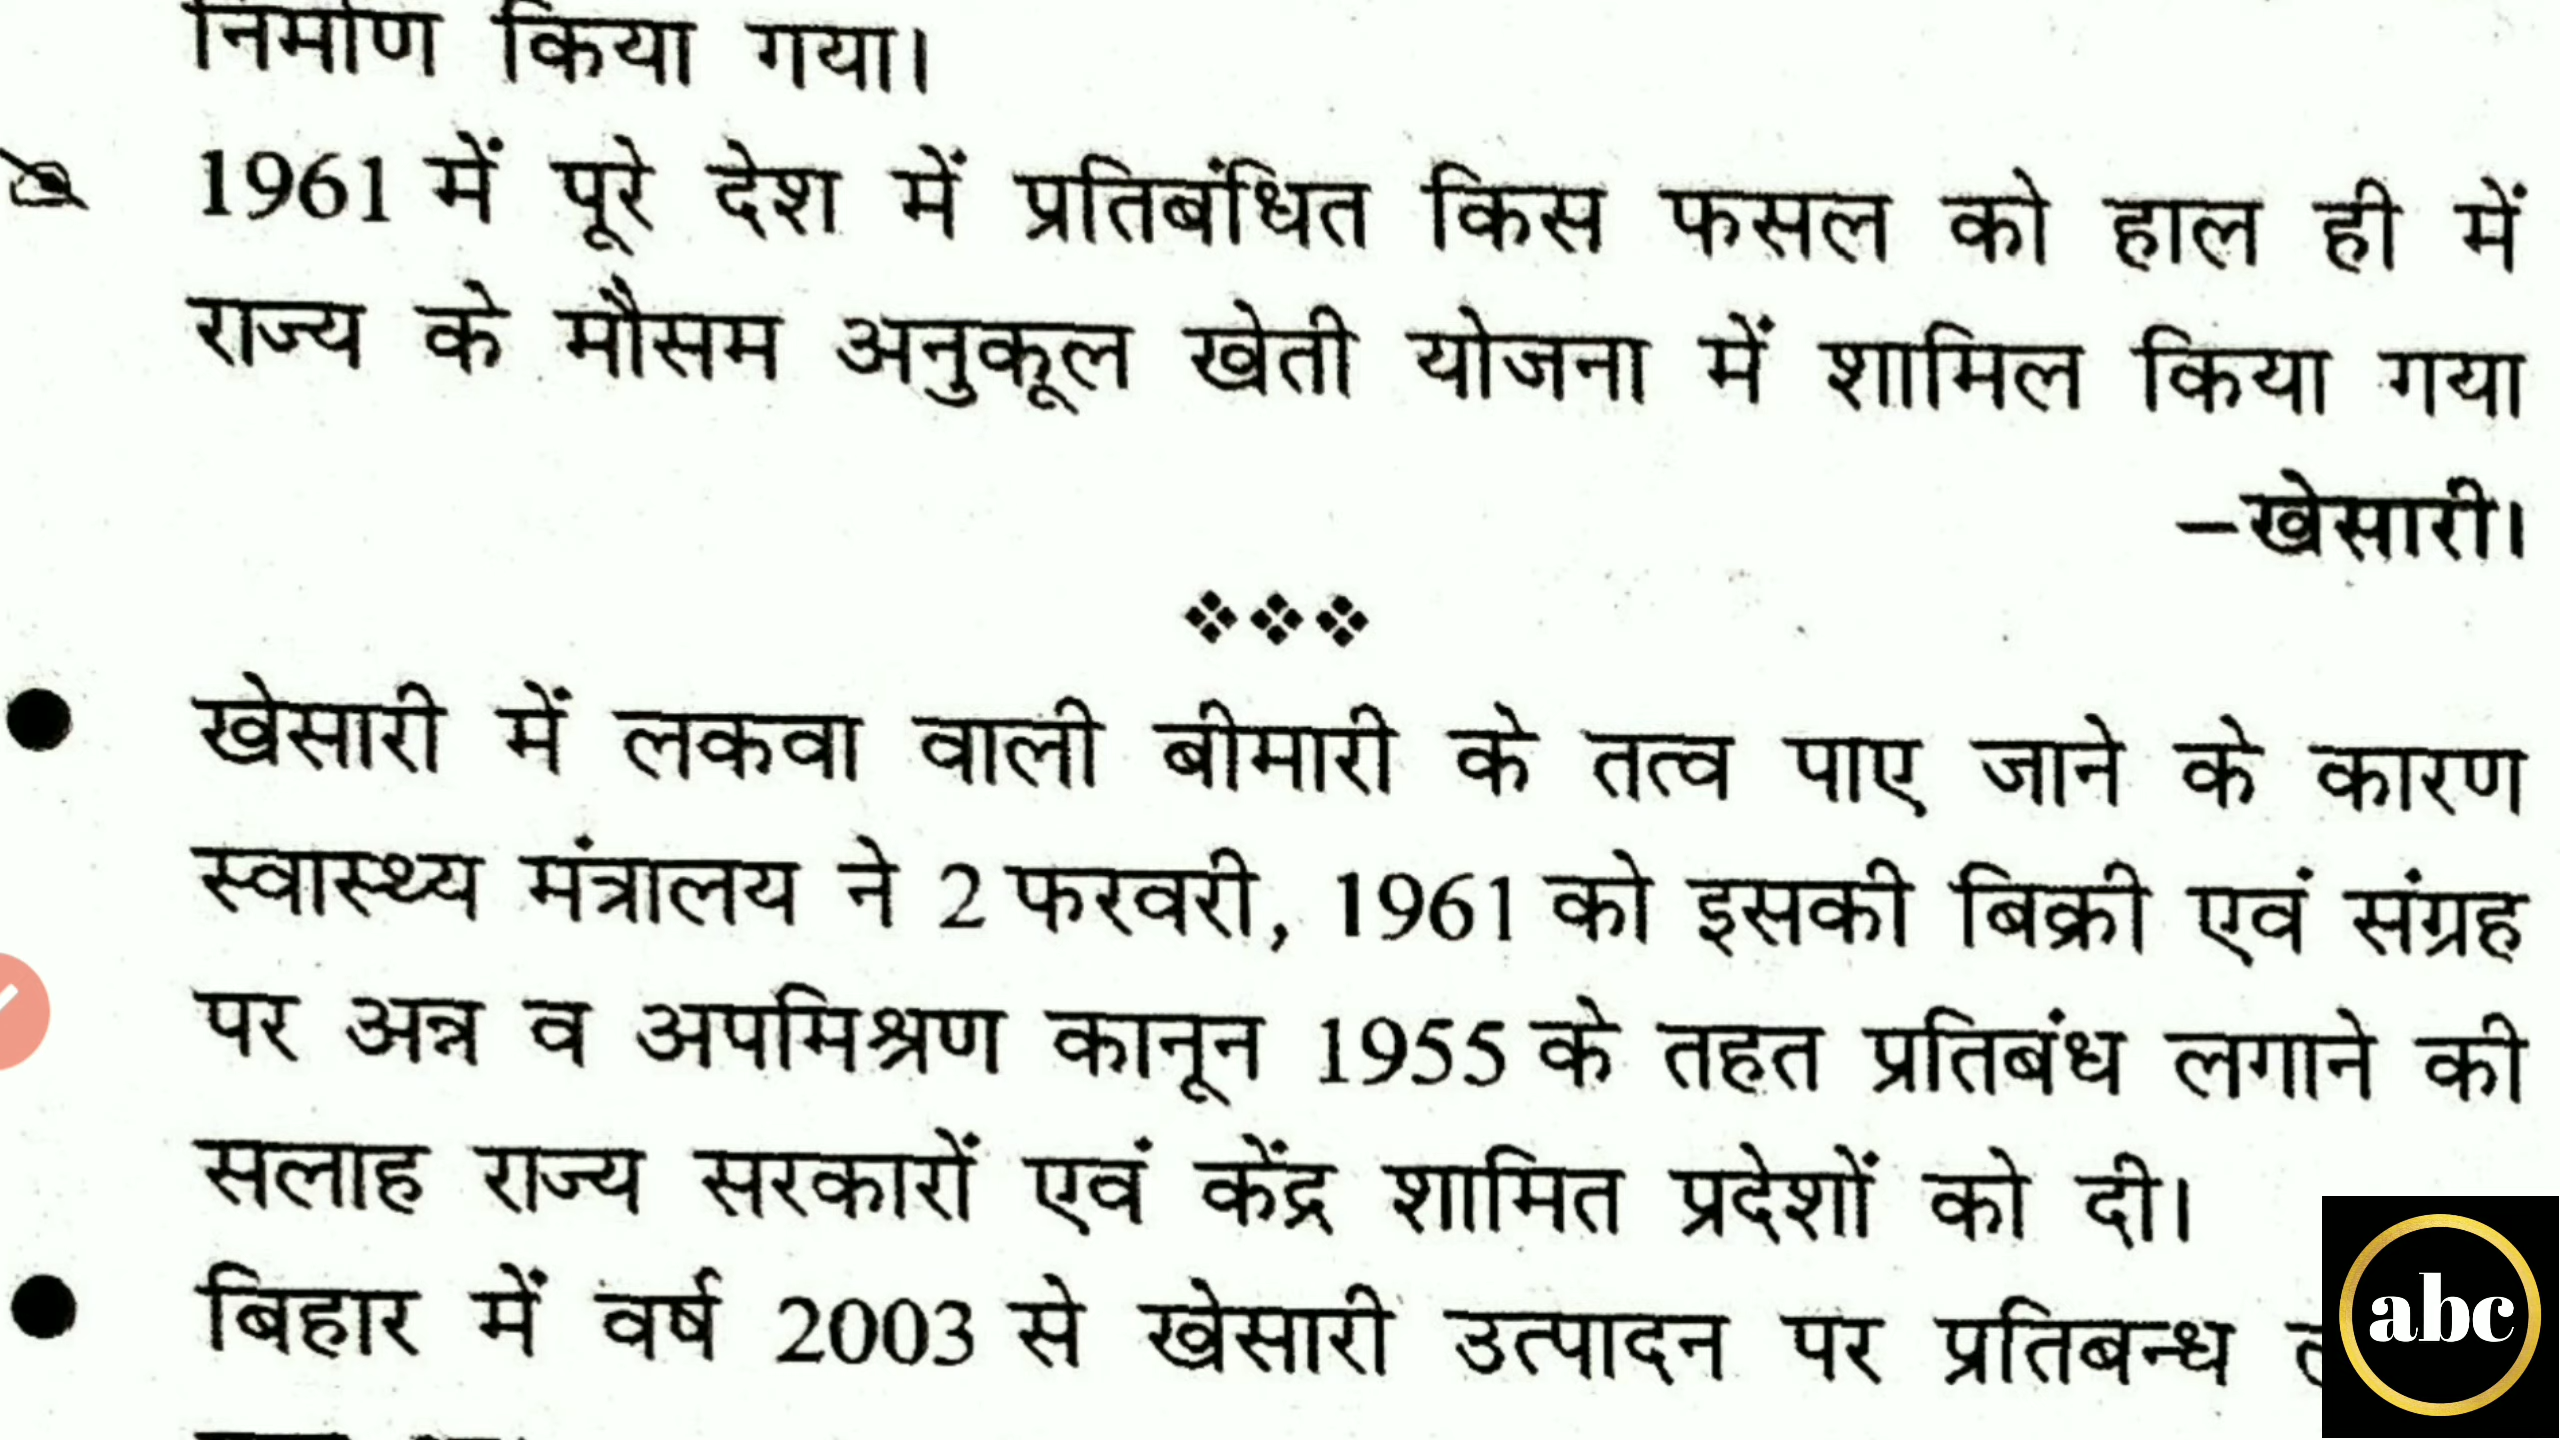 निर्माण किया गया।
1961 में पूरे देश में प्रतिबंधित किस फसल को हाल ही में
राज्य के मौसम अनुकूल खेती योजना में शामिल किया गया
–खेसारी।
खेसारी में लकवा वाली बीमारी के तत्व पाए जाने के कारण
स्वास्थ्य मंत्रालय ने 2 फरवरी, 1961 को इसकी बिक्री एवं संग्रह
पर अन्न व अपमिश्रण कानून 1955 के तहत प्रतिबंध लगाने की
सलाह राज्य सरकारों एवं केंद्र शामित प्रदेशों को दी।
बिहार में वर्ष 2003 से खेसारी उत्पादन पर प्रतिबन्ध
abc